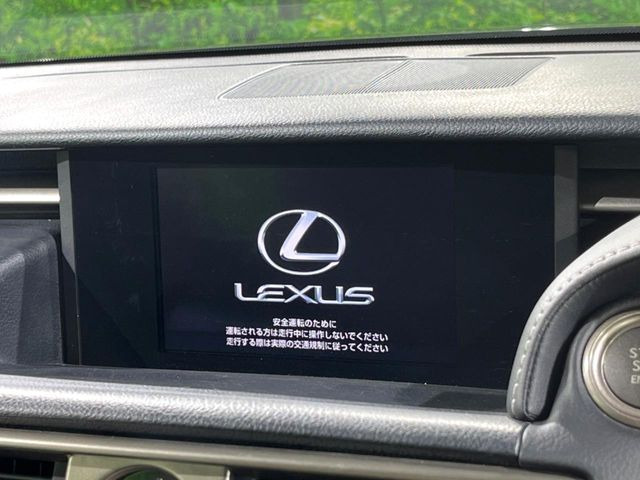 LEXUS
安全運転のために
運転される方は走行中に操作しないでください
走行する際は実際の交通規制に従ってください